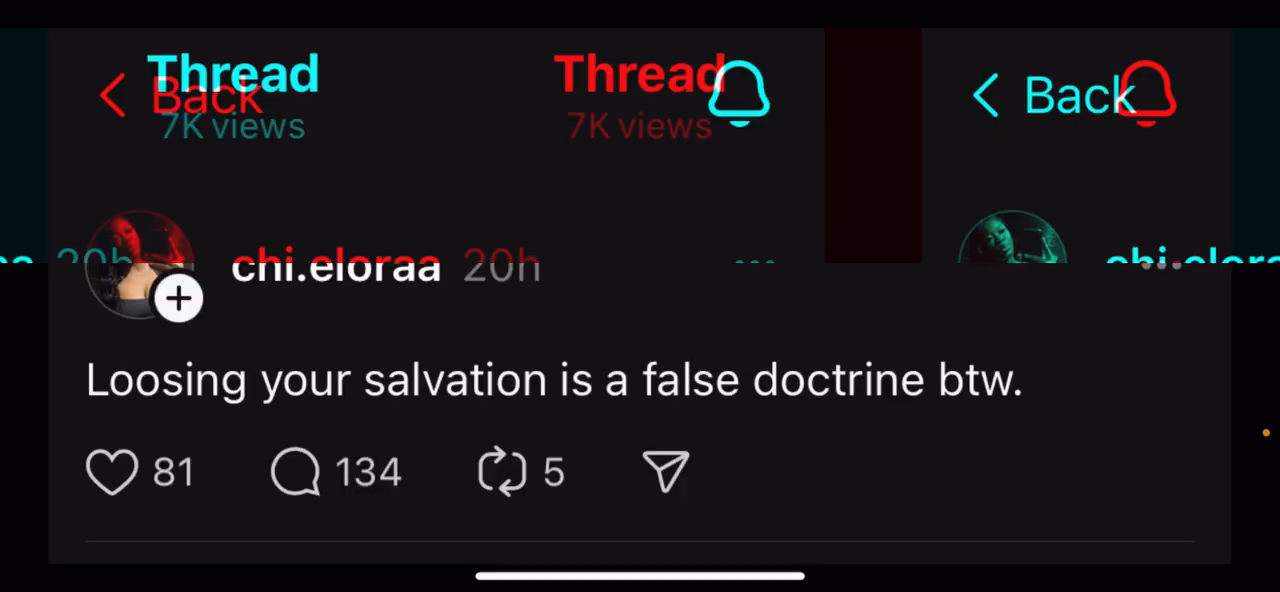 Thread Thread
Back Back
7K views 7K views
chi.eloraa 20h
Loosing your salvation is a false doctrine btw.
81 134 5